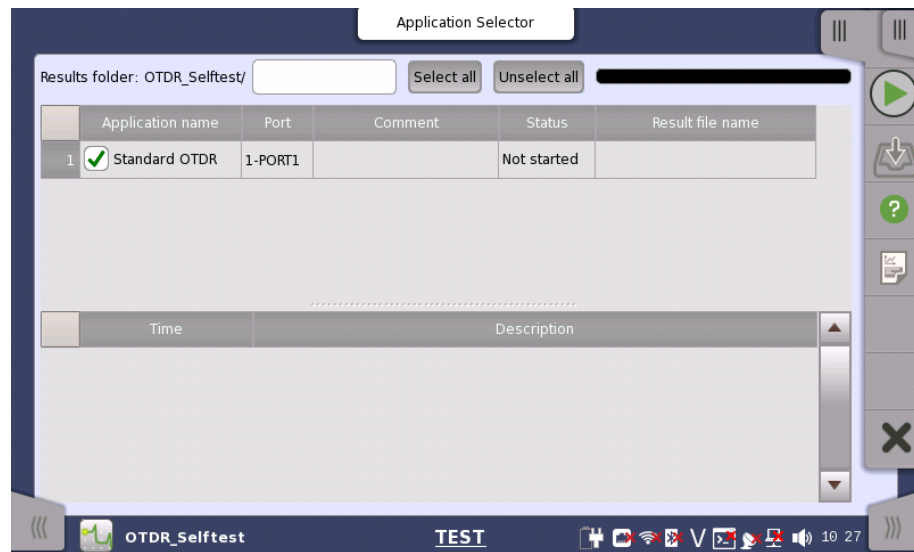 Application Selector
Results folder: OTDR_Selftest/ Select all Unselect all
Application name Port Comment Status Result file name
1 Standard OTDR 1-PORT1 Not started
?
Time Description
OTDR_Selftest TEST V 10 27